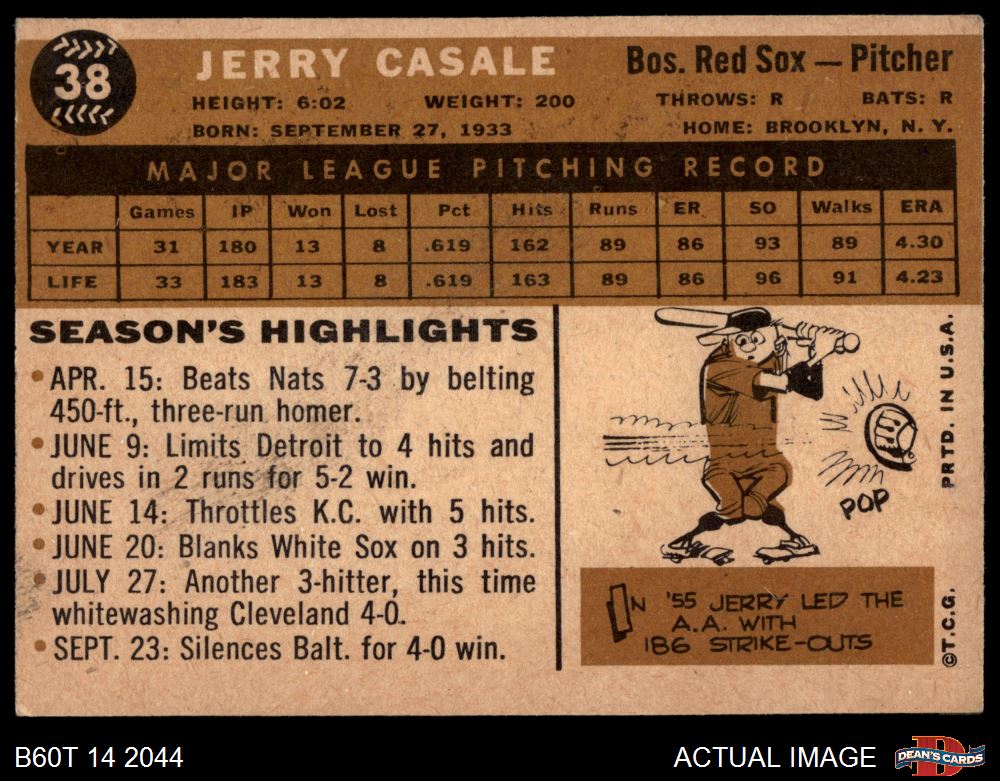 38
JERRY CASALE
Bos. Red Sox — Pitcher
HEIGHT: 6:02 WEIGHT: 200 THROWS: R BATS: R
BORN: SEPTEMBER 27, 1933 HOME: BROOKLYN, N. Y.
MAJOR LEAGUE PITCHING RECORD
Games IP Won Lost Pct Hits Runs ER SO Walks ERA
YEAR 31 180 13 8 .619 162 89 86 93 89 4.30
LIFE 33 183 13 8 .619 163 89 86 96 91 4.23
SEASON'S HIGHLIGHTS
• APR. 15: Beats Nats 7-3 by belting
450-ft., three-run homer.
• JUNE 9: Limits Detroit to 4 hits and
drives in 2 runs for 5-2 win.
• JUNE 14: Throttles K.C. with 5 hits.
• JUNE 20: Blanks White Sox on 3 hits.
• JULY 27: Another 3-hitter, this time
whitewashing Cleveland 4-0.
• SEPT. 23: Silences Balt. for 4-0 win.
POP
IN '55 JERRY LED THE
A.A. WITH
186 STRIKE-OUTS
©T.C.G. PRTD. IN U.S.A.
B60T 14 2044
ACTUAL IMAGE
D
DEAN'S CARDS